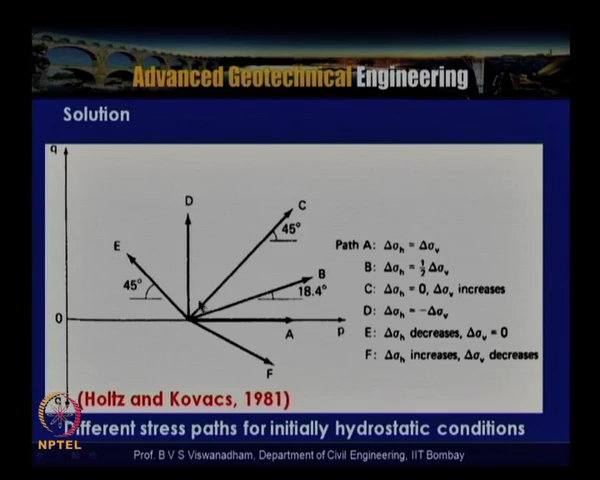 Advanced Geotechnical Engineering
Solution
q
D
C
45°
E
Path A: Δσh = Δσv
B
B: Δσh = ½ Δσv
45°
18.4°
C: Δσh = 0, Δσv increases
D: Δσh = -Δσv
0
A
p
E: Δσh decreases, Δσv = 0
F: Δσh increases, Δσv decreases
F
(Holtz and Kovacs, 1981)
NPTEL
Different stress paths for initially hydrostatic conditions
Prof. B V S Viswanadham, Department of Civil Engineering, IIT Bombay